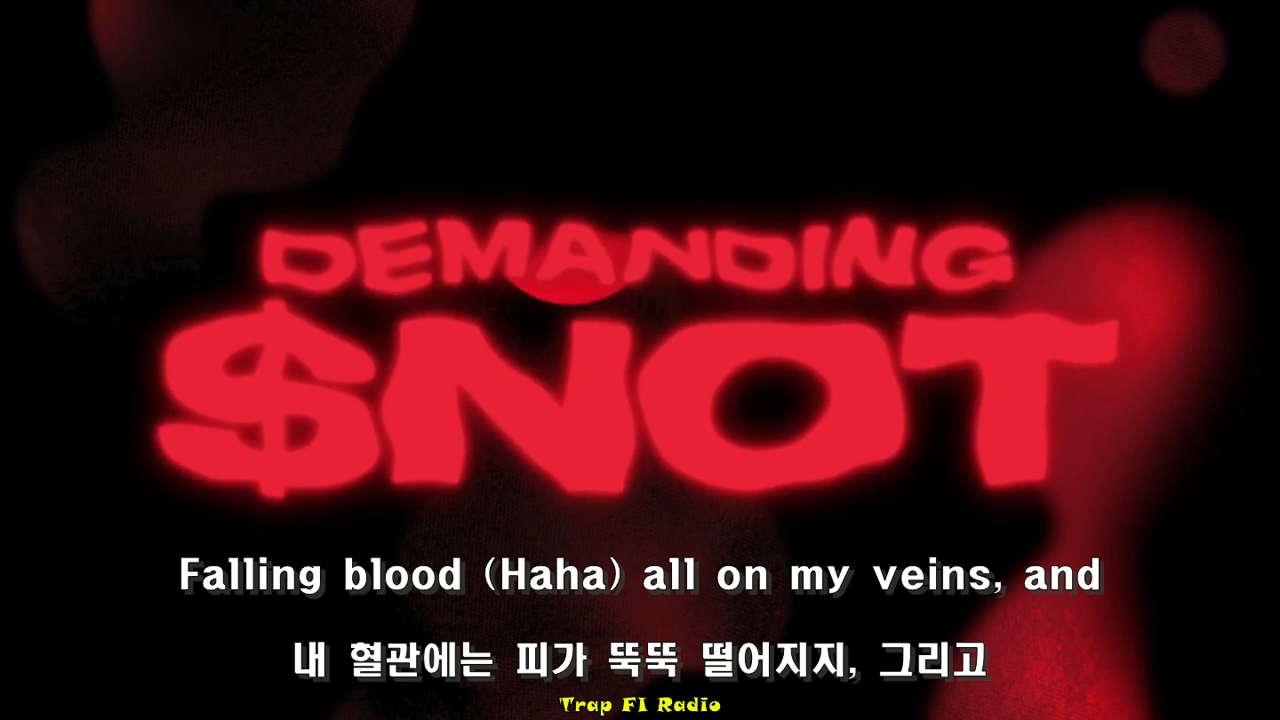 DEMANDING
$NOT
Falling blood (Haha) all on my veins, and
내 혈관에는 피가 뚝뚝 떨어지지, 그리고
Trap FI Radio